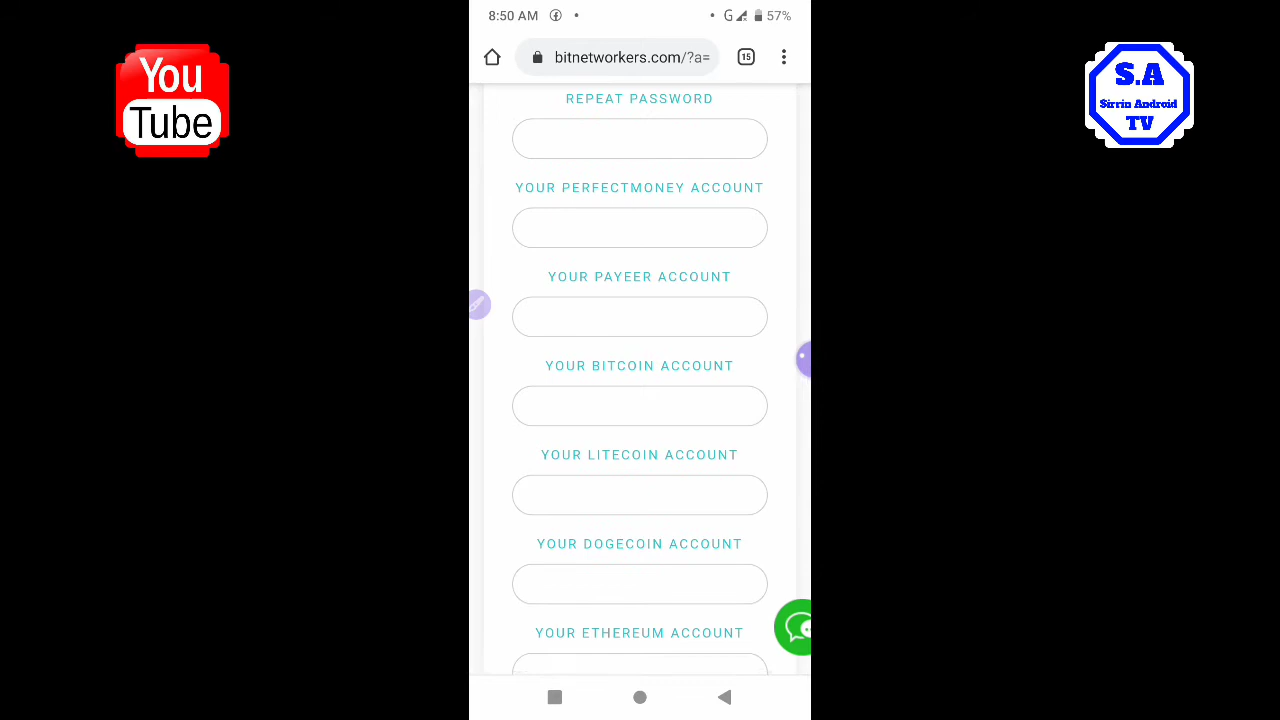 8:50 AM
G
57%
You
Tube
S.A
Sirrin Android
TV
bitnetworkers.com/?a=
15
REPEAT PASSWORD
YOUR PERFECTMONEY ACCOUNT
YOUR PAYEER ACCOUNT
YOUR BITCOIN ACCOUNT
YOUR LITECOIN ACCOUNT
YOUR DOGECOIN ACCOUNT
YOUR ETHEREUM ACCOUNT